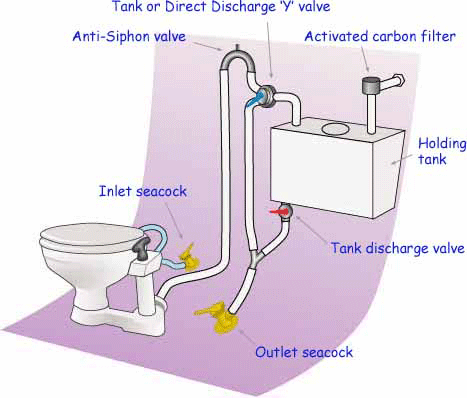 Tank or Direct Discharge ‘Y’ valve
Anti-Siphon valve
Activated carbon filter
Holding
tank
Inlet seacock
Tank discharge valve
Outlet seacock